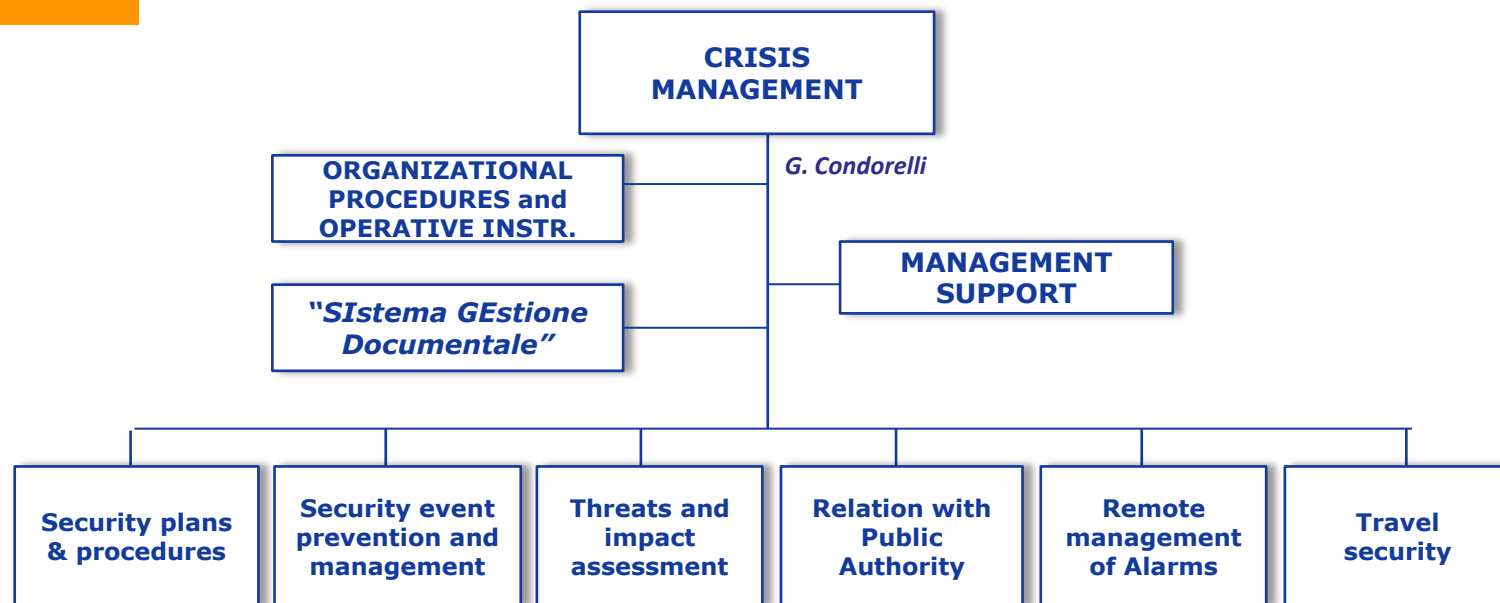 CRISIS
MANAGEMENT
G. Condorelli
ORGANIZATIONAL
PROCEDURES and
OPERATIVE INSTR.
MANAGEMENT
SUPPORT
“SIstema GEstione
Documentale”
Security plans
& procedures
Security event
prevention and
management
Threats and
impact
assessment
Relation with
Public
Authority
Remote
management
of Alarms
Travel
security